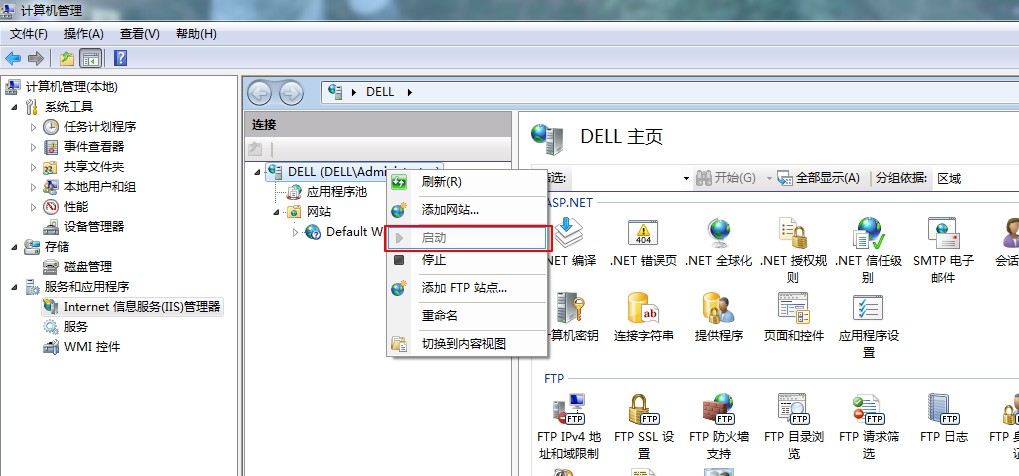 计算机管理
文件(F) 操作(A) 查看(V) 帮助(H)
计算机管理(本地)
系统工具
任务计划程序
事件查看器
共享文件夹
本地用户和组
性能
设备管理器
存储
磁盘管理
服务和应用程序
Internet 信息服务(IIS)管理器
服务
WMI 控件
DELL
连接
DELL (DELL\Admini
应用程序池
网站
Default W
刷新(R)
添加网站...
启动
停止
添加 FTP 站点...
重命名
切换到内容视图
DELL 主页
开始(G) 全部显示(A) 分组依据: 区域
ASP.NET
.NET 编译
.NET 错误页
404
.NET 全球化
.NET 授权规
则
.NET 信任级
别
SMTP 电子
邮件
会话
计算机密钥
ab
连接字符串
提供程序
页面和控件
应用程序设
置
FTP
FTP
FTP IPv4 地
址和域限制
FTP
FTP SSL 设
置
FTP
FTP 防火墙
支持
FTP
FTP 目录浏
览
FTP
FTP 请求筛
选
FTP
FTP 日志
FTP 身